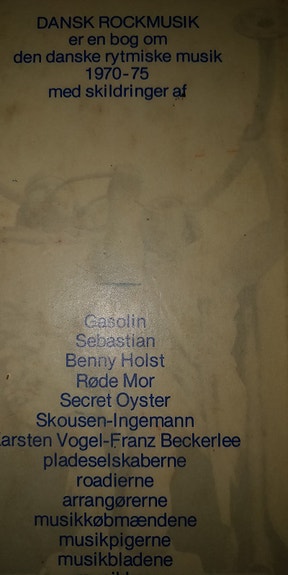 DANSK ROCKMUSIK
er en bog om
den danske rytmiske musik
1970-75
med skildringer af
Gasolin
Sebastian
Benny Holst
Røde Mor
Secret Oyster
Skousen-Ingemann
Karsten Vogel-Franz Beckerlee
pladeselskaberne
roadierne
arrangørerne
musikkøbmændene
musikpigerne
musikbladene